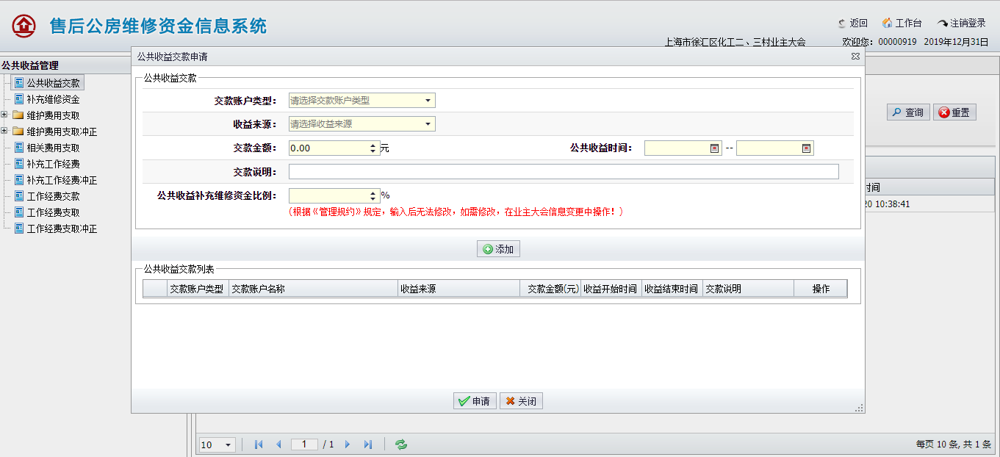 售后公房维修资金信息系统
返回 工作台 注销登录
上海市徐汇区化工二、三村业主大会 欢迎您：00000919 2019年12月31日
公共收益管理
公共收益交款
补充维修资金
维护费用支取
维护费用支取冲正
相关费用支取
补充工作经费
补充工作经费冲正
工作经费交款
工作经费支取
工作经费支取冲正
公共收益交款申请
公共收益交款
交款账户类型： 请选择交款账户类型
收益来源： 请选择收益来源
交款金额： 0.00 元 公共收益时间： --
交款说明：
公共收益补充维修资金比例： %
（根据《管理规约》规定，输入后无法修改，如需修改，在业主大会信息变更中操作！）
添加
公共收益交款列表
交款账户类型 交款账户名称 收益来源 交款金额(元) 收益开始时间 收益结束时间 交款说明 操作
申请 关闭
查询 重置
时间
20 10:38:41
10 1 / 1 每页 10 条, 共 1 条